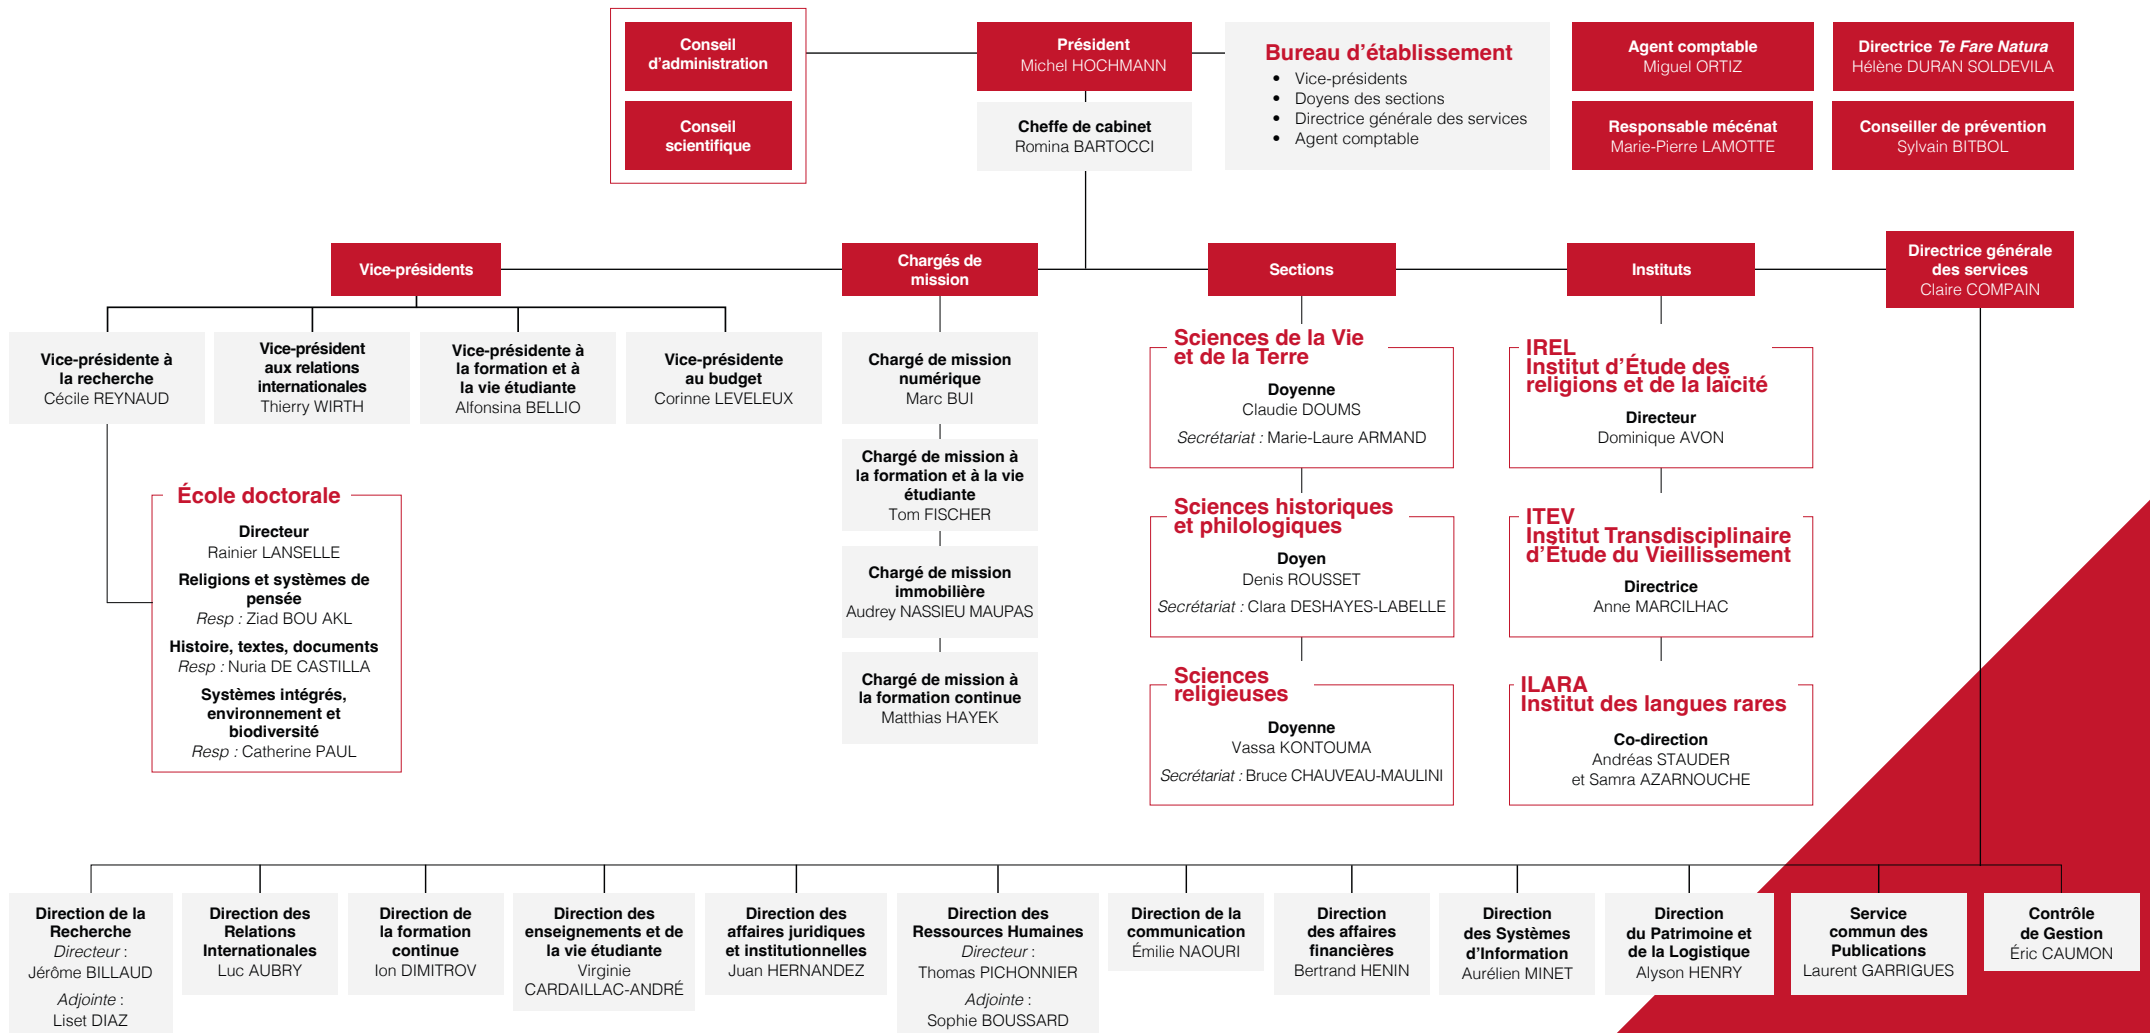 Conseil
d'administration
Conseil
scientifique
Président
Michel HOCHMANN
Cheffe de cabinet
Romina BARTOCCI
Bureau d'établissement
• Vice-présidents
• Doyens des sections
• Directrice générale des services
• Agent comptable
Agent comptable
Miguel ORTIZ
Directrice Te Fare Natura
Hélène DURAN SOLDEVILA
Responsable mécénat
Marie-Pierre LAMOTTE
Conseiller de prévention
Sylvain BITBOL
Vice-présidents
Chargés de
mission
Sections
Instituts
Directrice générale
des services
Claire COMPAIN
Vice-présidente à
la recherche
Cécile REYNAUD
Vice-président
aux relations
internationales
Thierry WIRTH
Vice-présidente à
la formation et à
la vie étudiante
Alfonsina BELLIO
Vice-présidente
au budget
Corinne LEVELEUX
École doctorale
Directeur
Rainier LANSELLE
Religions et systèmes de
pensée
Resp : Ziad BOU AKL
Histoire, textes, documents
Resp : Nuria DE CASTILLA
Systèmes intégrés,
environnement et
biodiversité
Resp : Catherine PAUL
Chargé de mission
numérique
Marc BUI
Chargé de mission à
la formation et à la vie
étudiante
Tom FISCHER
Chargé de mission
immobilière
Audrey NASSIEU MAUPAS
Chargé de mission à
la formation continue
Matthias HAYEK
Sciences de la Vie
et de la Terre
Doyenne
Claudie DOUMS
Secrétariat : Marie-Laure ARMAND
Sciences historiques
et philologiques
Doyen
Denis ROUSSET
Secrétariat : Clara DESHAYES-LABELLE
Sciences
religieuses
Doyenne
Vassa KONTOUMA
Secrétariat : Bruce CHAUVEAU-MAULINI
IREL
Institut d'Étude des
religions et de la laïcité
Directeur
Dominique AVON
ITEV
Institut Transdisciplinaire
d'Étude du Vieillissement
Directrice
Anne MARCILHAC
ILARA
Institut des langues rares
Co-direction
Andréas STAUDER
et Samra AZARNOUCHE
Direction de la
Recherche
Directeur :
Jérôme BILLAUD
Adjointe :
Liset DIAZ
Direction des
Relations
Internationales
Luc AUBRY
Direction de
la formation
continue
Ion DIMITROV
Direction des
enseignements et de
la vie étudiante
Virginie
CARDAILLAC-ANDRÉ
Direction des
affaires juridiques
et institutionnelles
Juan HERNANDEZ
Direction des
Ressources Humaines
Directeur :
Thomas PICHONNIER
Adjointe :
Sophie BOUSSARD
Direction de la
communication
Émilie NAOURI
Direction
des affaires
financières
Bertrand HENIN
Direction
des Systèmes
d'Information
Aurélien MINET
Direction
du Patrimoine et
de la Logistique
Alyson HENRY
Service
commun des
Publications
Laurent GARRIGUES
Contrôle
de Gestion
Éric CAUMON